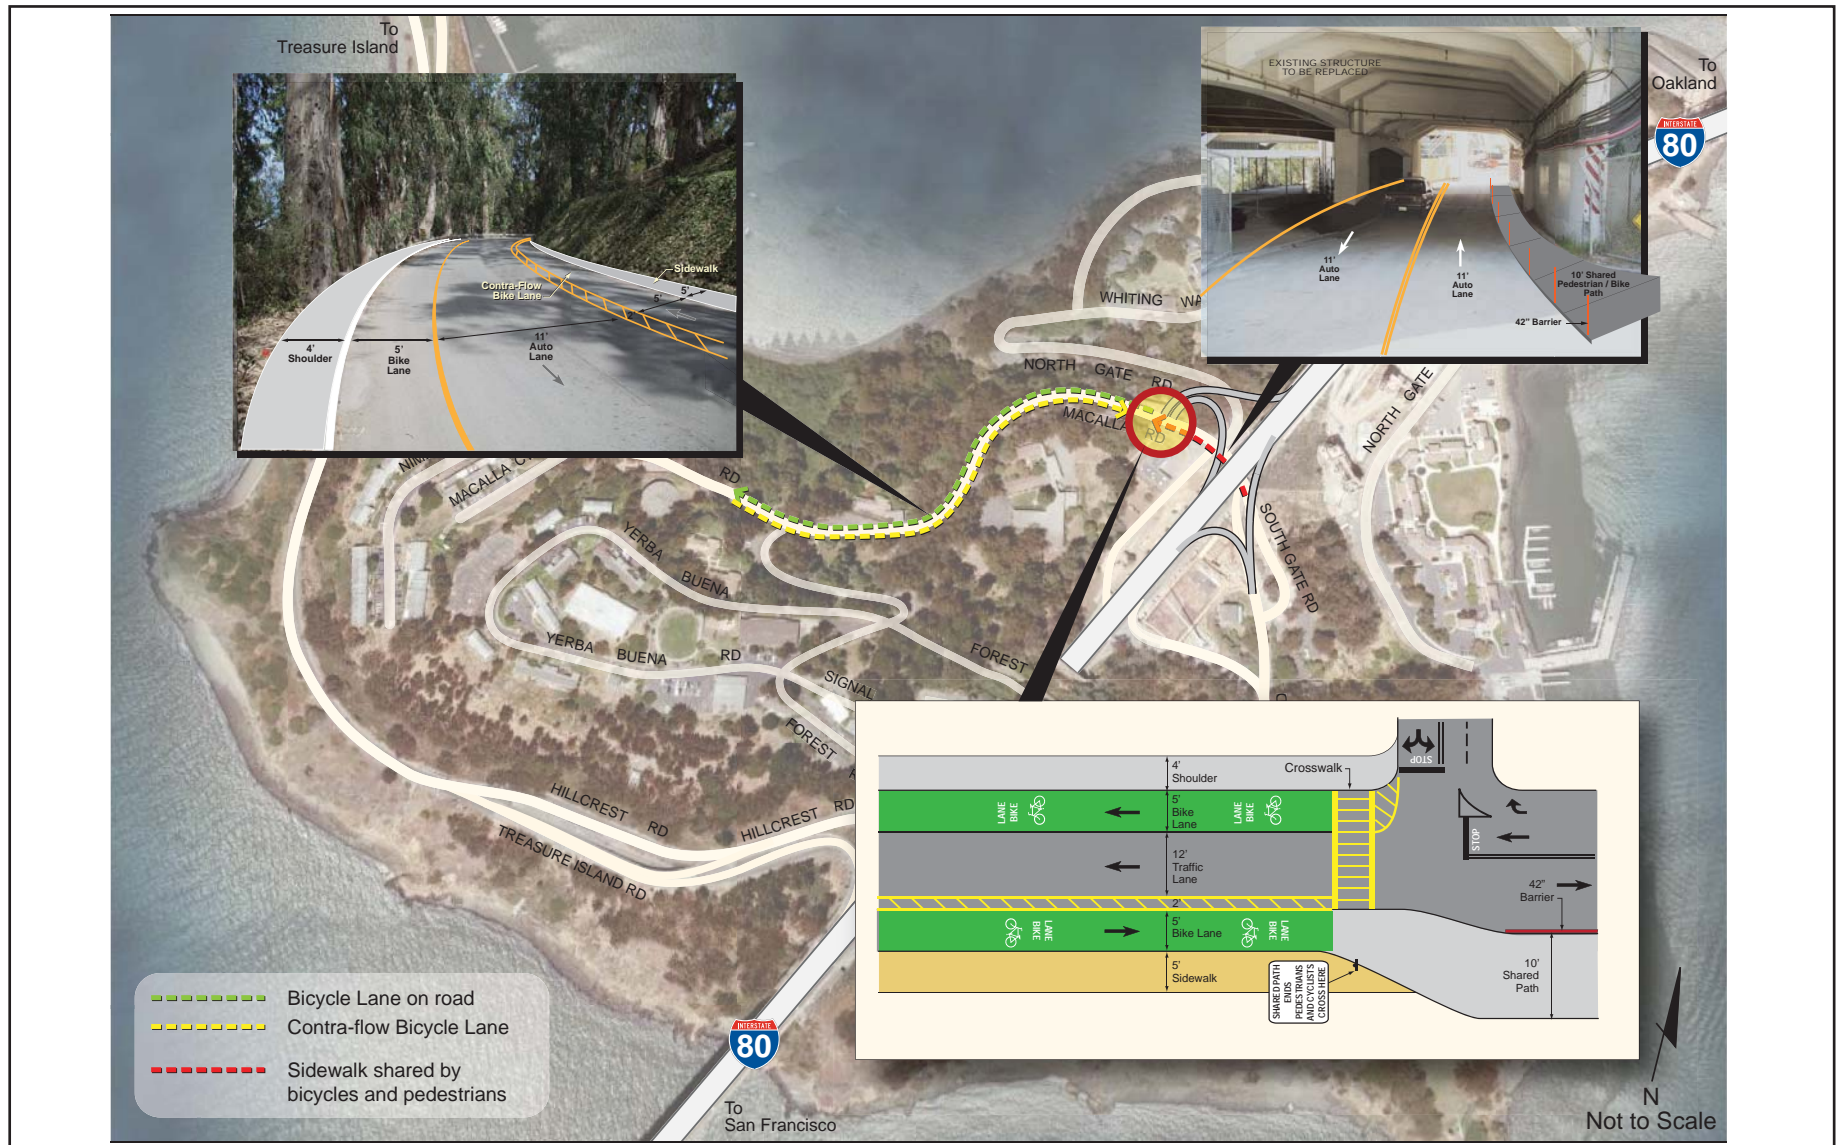 To
Treasure Island
EXISTING STRUCTURE
TO BE REPLACED
To
Oakland
INTERSTATE
80
Sidewalk
Contra-Flow
Bike Lane
5'
5'
2'
11'
Auto
Lane
4'
Shoulder
5'
Bike
Lane
11'
Auto
Lane
11'
Auto
Lane
10' Shared
Pedestrian / Bike
Path
42" Barrier
WHITING WA
NORTH GATE RD
MACALLA RD
NORTH GATE
SOUTH GATE RD
NIM
MACALLA C
RD
YERBA BUENA
YERBA BUENA RD
FOREST
SIGNAL
FOREST R
HILLCREST RD
HILLCREST RD
TREASURE ISLAND RD
4'
Shoulder
Crosswalk
STOP
LANE
BIKE
LANE
BIKE
5'
Bike
Lane
STOP
12'
Traffic
Lane
2'
42"
Barrier
LANE
BIKE
LANE
BIKE
5'
Bike Lane
5'
Sidewalk
SHARED PATH
ENDS
PEDESTRIANS
AND CYCLISTS
CROSS HERE
10'
Shared
Path
Bicycle Lane on road
Contra-flow Bicycle Lane
Sidewalk shared by
bicycles and pedestrians
INTERSTATE
80
To
San Francisco
N
Not to Scale